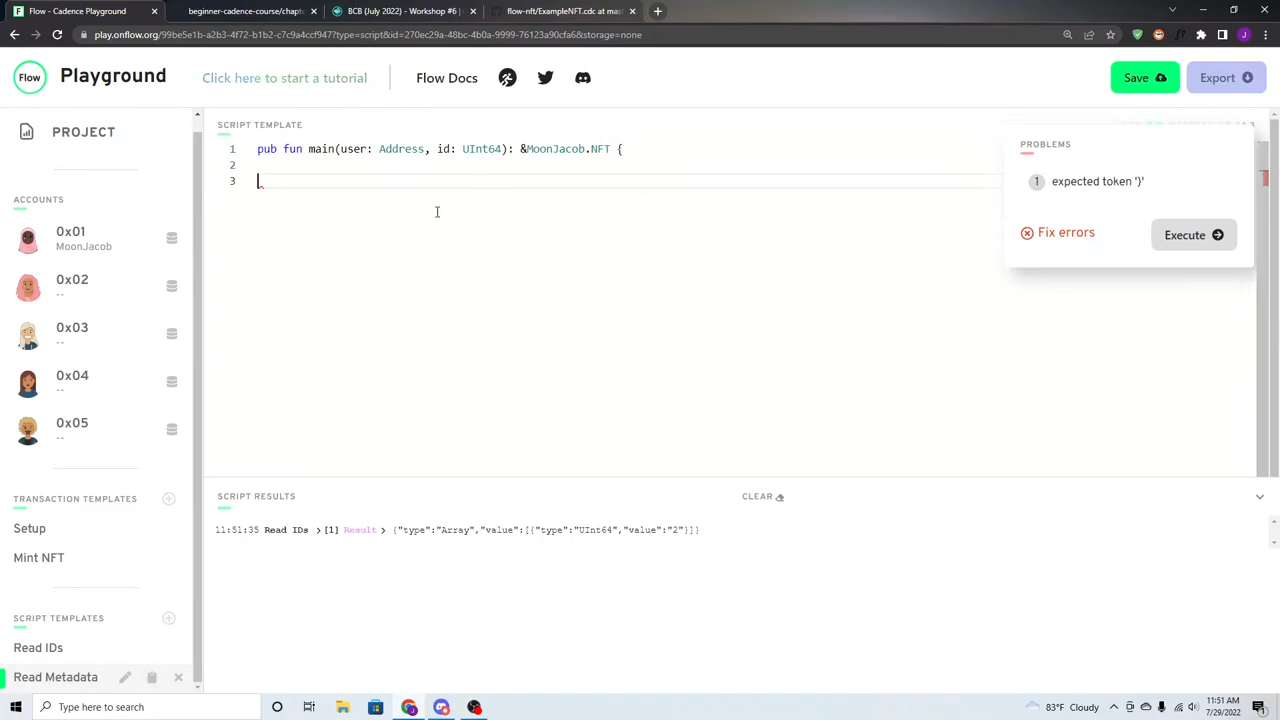 Flow - Cadence Playground
beginner-cadence-course/chapte
BCB (July 2022) - Workshop #6 |
flow-nft/ExampleNFT.cdc at mast
play.onflow.org/99be5e1b-a2b3-4f72-b1b2-c7c9a4ccf947?type=script&id=270ec29a-48bc-4b0a-9999-76123a90cfa6&storage=none
Flow
Playground
Click here to start a tutorial
Flow Docs
Save
Export
PROJECT
ACCOUNTS
0x01
MoonJacob
0x02
--
0x03
--
0x04
--
0x05
--
TRANSACTION TEMPLATES
Setup
Mint NFT
SCRIPT TEMPLATES
Read IDs
Read Metadata
SCRIPT TEMPLATE
1 pub fun main(user: Address, id: UInt64): &MoonJacob.NFT {
2
3
PROBLEMS
1 expected token '}'
Fix errors
Execute
SCRIPT RESULTS
CLEAR
11:51:35 Read IDs >[1] Result > {"type":"Array","value":[{"type":"UInt64","value":"2"}]}
Type here to search
83°F Cloudy
11:51 AM
7/29/2022